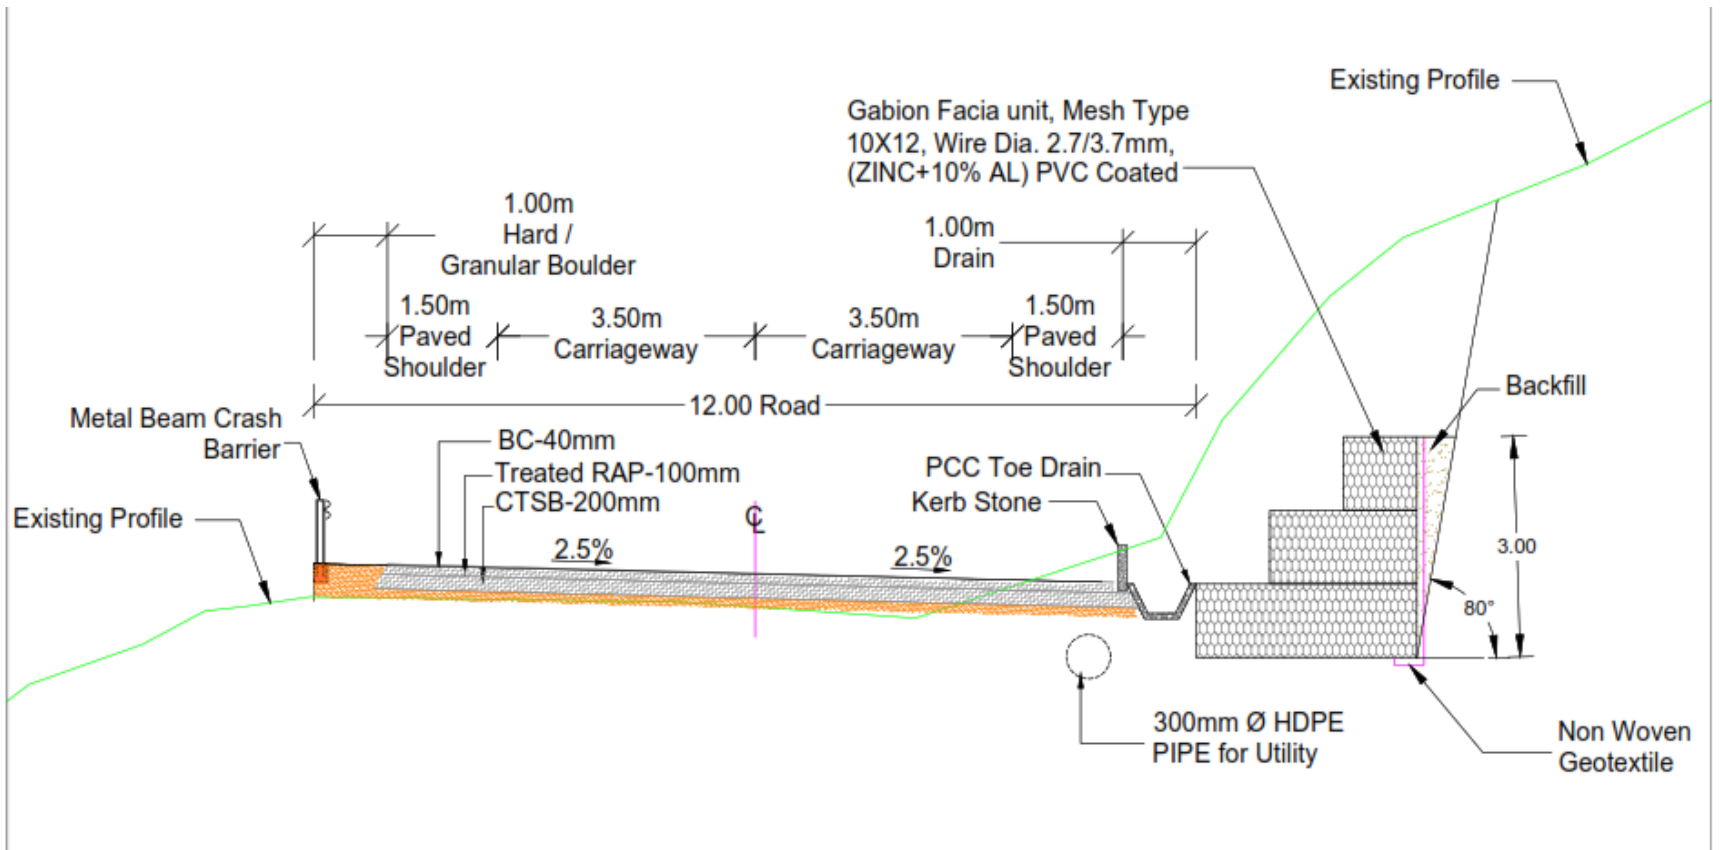 Existing Profile
Gabion Facia unit, Mesh Type
10X12, Wire Dia. 2.7/3.7mm,
(ZINC+10% AL) PVC Coated
1.00m
Hard /
Granular Boulder
1.00m
Drain
1.50m
Paved
Shoulder
3.50m
Carriageway
3.50m
Carriageway
1.50m
Paved
Shoulder
12.00 Road
Backfill
Metal Beam Crash
Barrier
BC-40mm
Treated RAP-100mm
CTSB-200mm
PCC Toe Drain
Kerb Stone
Existing Profile
CL
2.5%
2.5%
3.00
80°
300mm Ø HDPE
PIPE for Utility
Non Woven
Geotextile